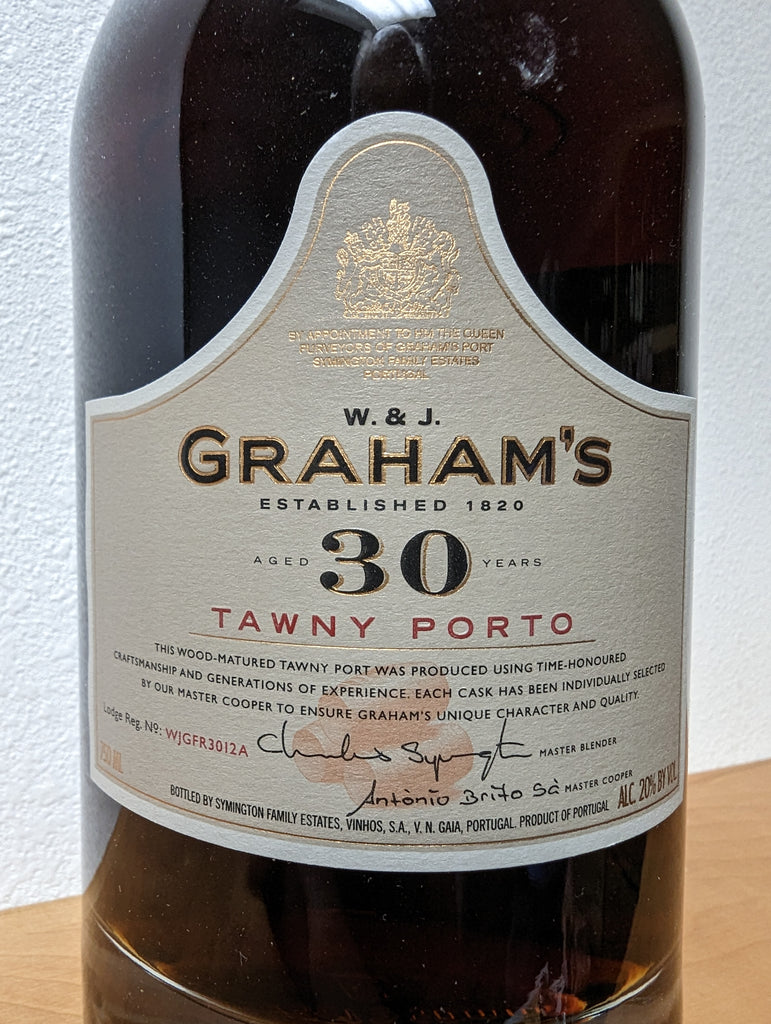 BY APPOINTMENT TO HM THE QUEEN
PURVEYORS OF GRAHAM'S PORT
SYMINGTON FAMILY ESTATES
PORTUGAL
W. & J.
GRAHAM'S
ESTABLISHED 1820
AGED 30 YEARS
TAWNY PORTO
THIS WOOD-MATURED TAWNY PORT WAS PRODUCED USING TIME-HONOURED
CRAFTSMANSHIP AND GENERATIONS OF EXPERIENCE. EACH CASK HAS BEEN INDIVIDUALLY SELECTED
BY OUR MASTER COOPER TO ENSURE GRAHAM'S UNIQUE CHARACTER AND QUALITY.
Lodge Reg. Nº: WJGFR3012A
Charles Symington MASTER BLENDER
750 ML
António Brito Sà MASTER COOPER
ALC. 20% BY VOL.
BOTTLED BY SYMINGTON FAMILY ESTATES, VINHOS, S.A., V. N. GAIA, PORTUGAL. PRODUCT OF PORTUGAL